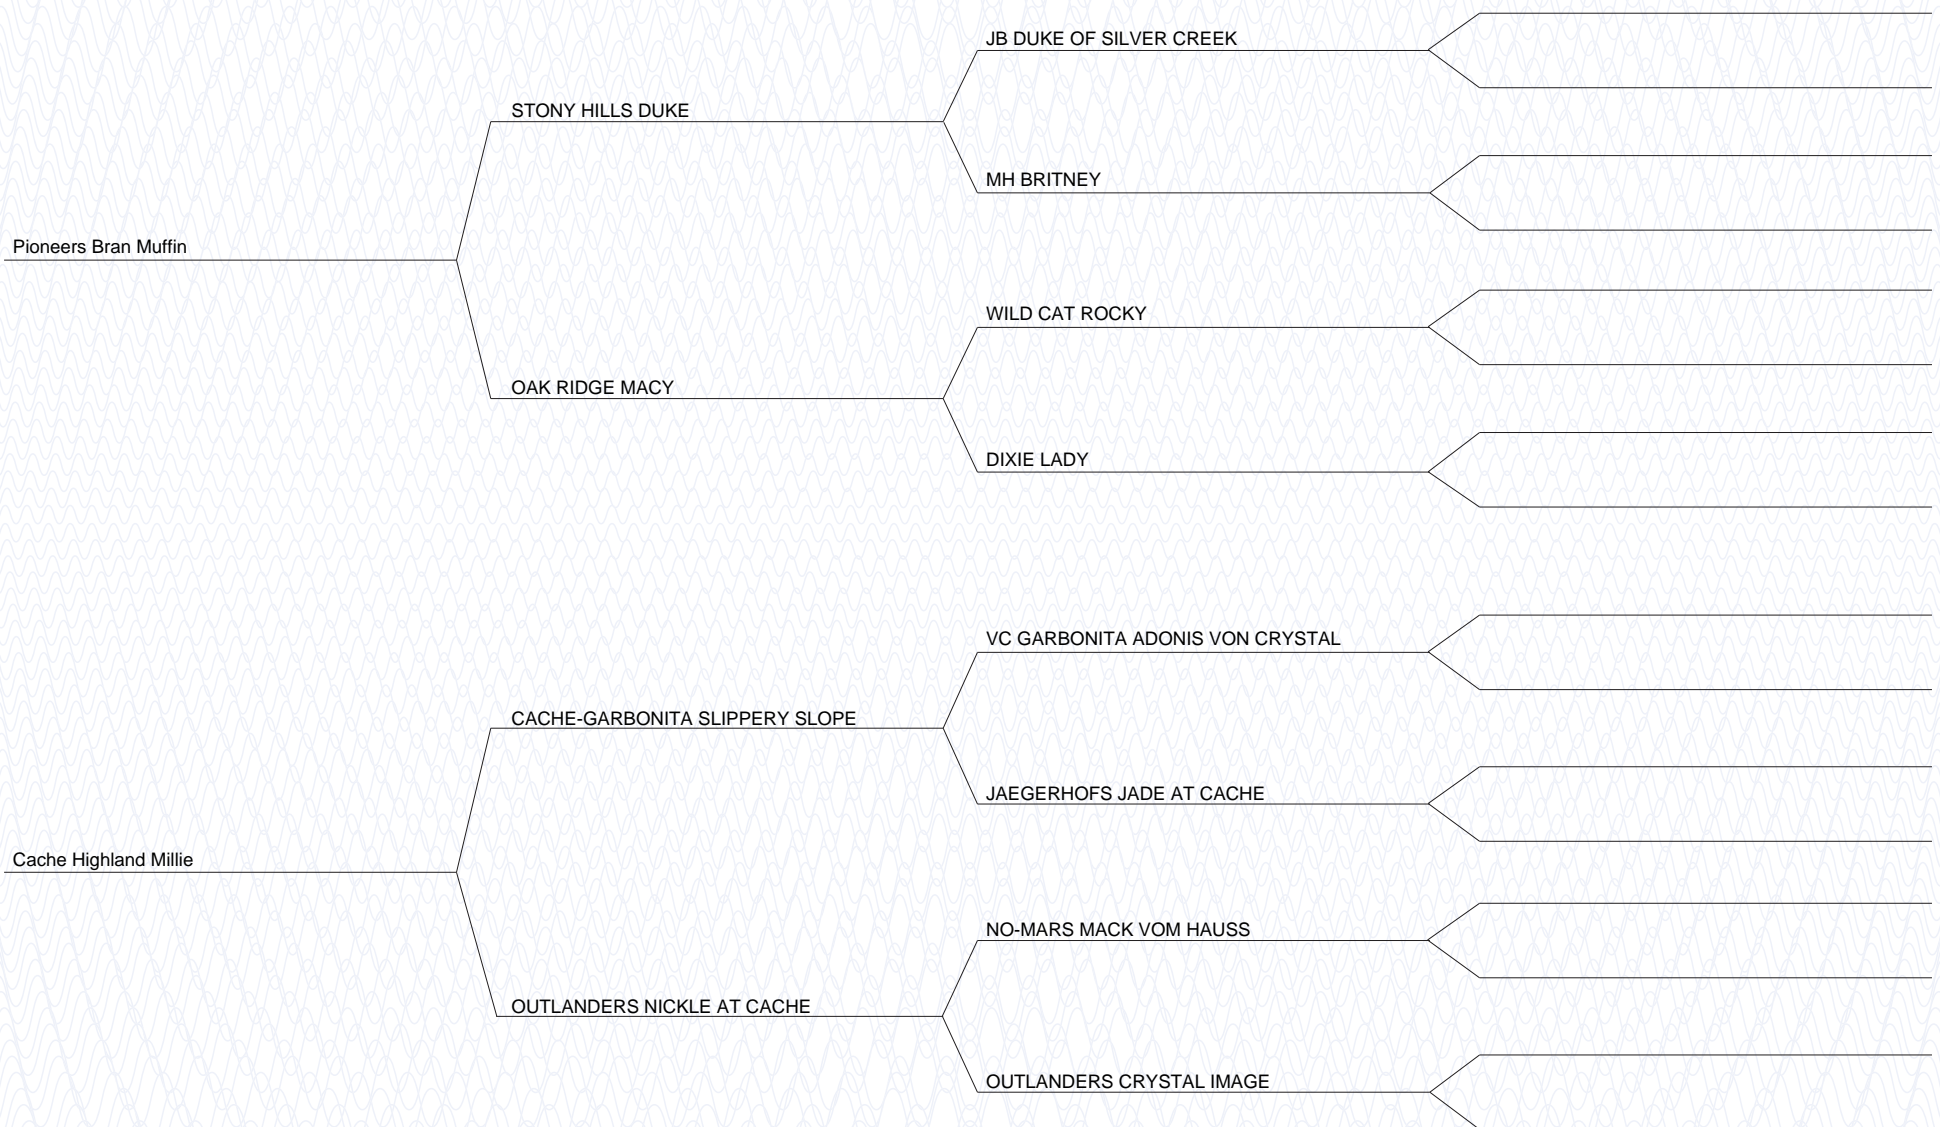 JB DUKE OF SILVER CREEK
STONY HILLS DUKE
MH BRITNEY
Pioneers Bran Muffin
WILD CAT ROCKY
OAK RIDGE MACY
DIXIE LADY
VC GARBONITA ADONIS VON CRYSTAL
CACHE-GARBONITA SLIPPERY SLOPE
JAEGERHOFS JADE AT CACHE
Cache Highland Millie
NO-MARS MACK VOM HAUSS
OUTLANDERS NICKLE AT CACHE
OUTLANDERS CRYSTAL IMAGE